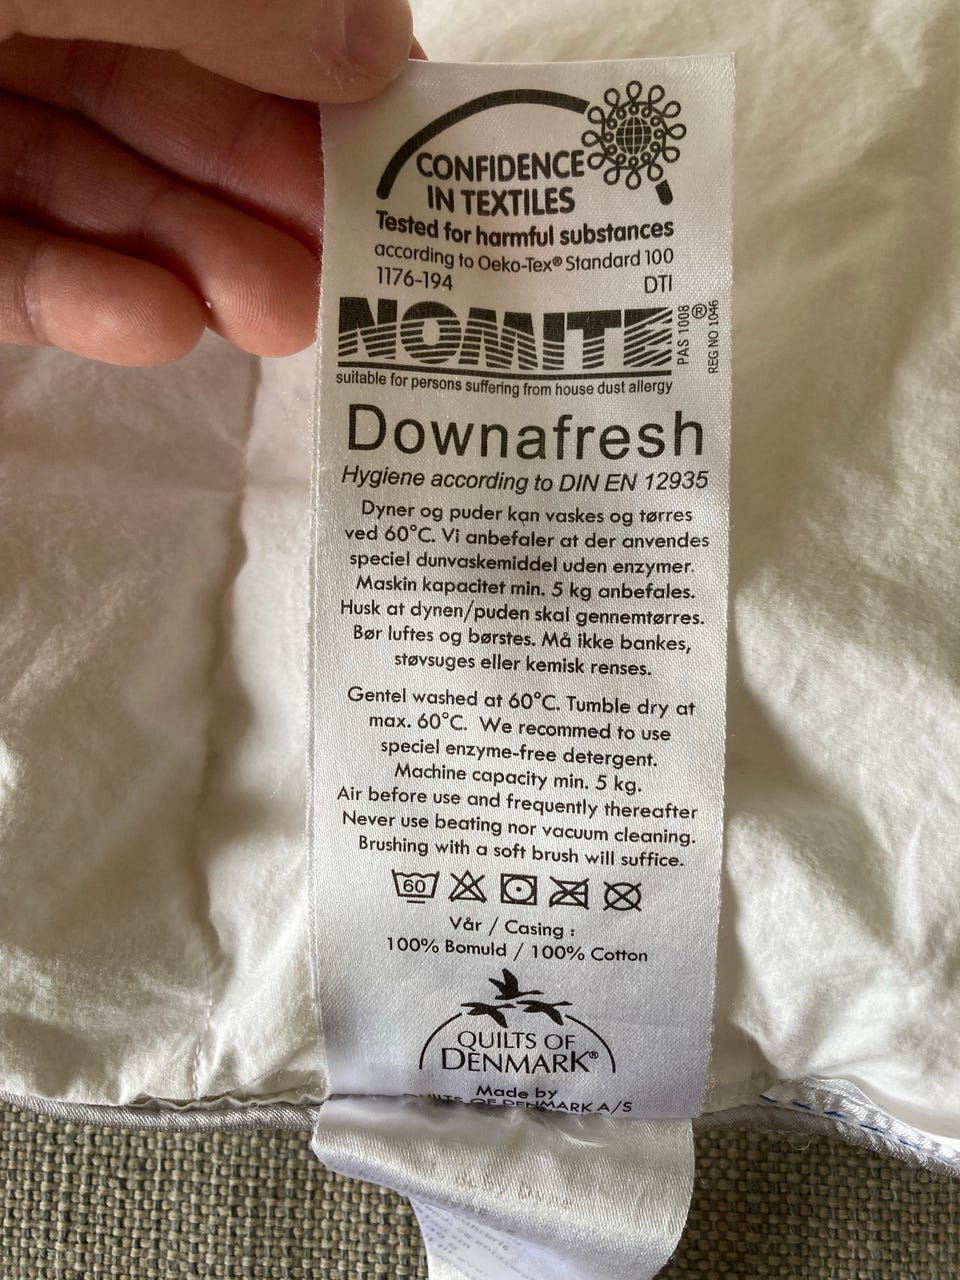 CONFIDENCE
IN TEXTILES
Tested for harmful substances
according to Oeko-Tex® Standard 100
1176-194 DTI
NOMITE ®
PAS 1008
REG NO 1046
suitable for persons suffering from house dust allergy
Downafresh
Hygiene according to DIN EN 12935
Dyner og puder kan vaskes og tørres
ved 60°C. Vi anbefaler at der anvendes
speciel dunvaskemiddel uden enzymer.
Maskin kapacitet min. 5 kg anbefales.
Husk at dynen/puden skal gennemtørres.
Bør luftes og børstes. Må ikke bankes,
støvsuges eller kemisk renses.
Gentel washed at 60°C. Tumble dry at
max. 60°C. We recommed to use
speciel enzyme-free detergent.
Machine capacity min. 5 kg.
Air before use and frequently thereafter
Never use beating nor vacuum cleaning.
Brushing with a soft brush will suffice.
60
Vår / Casing :
100% Bomuld / 100% Cotton
QUILTS OF
DENMARK®
Made by
QUILTS OF DENMARK A/S